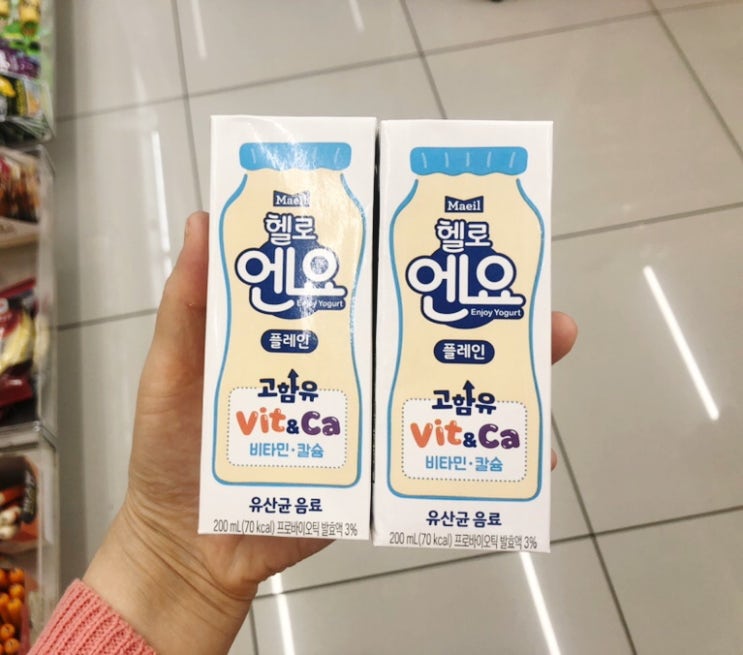 Maeil
헬로
엔요
Enjoy Yogurt
플레인
고함유
Vit&Ca
비타민·칼슘
유산균 음료
200 mL(70 kcal) 프로바이오틱 발효액 3%
Maeil
헬로
엔요
Enjoy Yogurt
플레인
고함유
Vit&Ca
비타민·칼슘
유산균 음료
200 mL(70 kcal) 프로바이오틱 발효액 3%